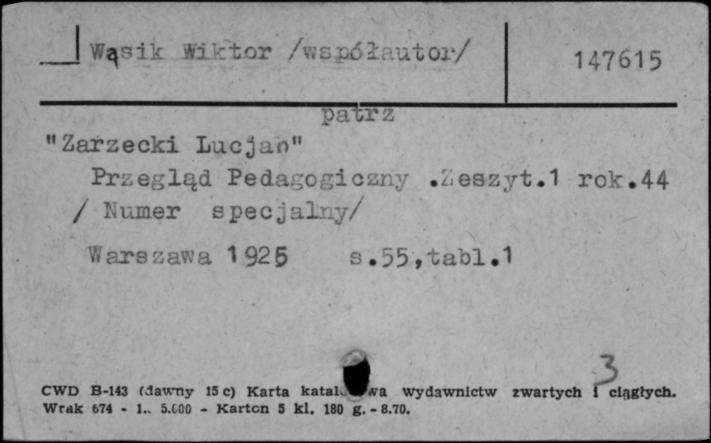 Wąsik Wiktor /współautor/ 147615
patrz
"Zarzecki Lucjan"
Przegląd Pedagogiczny .Zeszyt.1 rok.44
/ Numer specjalny/
Warszawa 1925 s.55,tabl.1
3
CWD B-143 (dawny 15 c) Karta wydawnictw zwartych i ciągłych.
Wrak 674 - 1.. 5.000 - Karton 5 kl. 180 g. - 8.70.